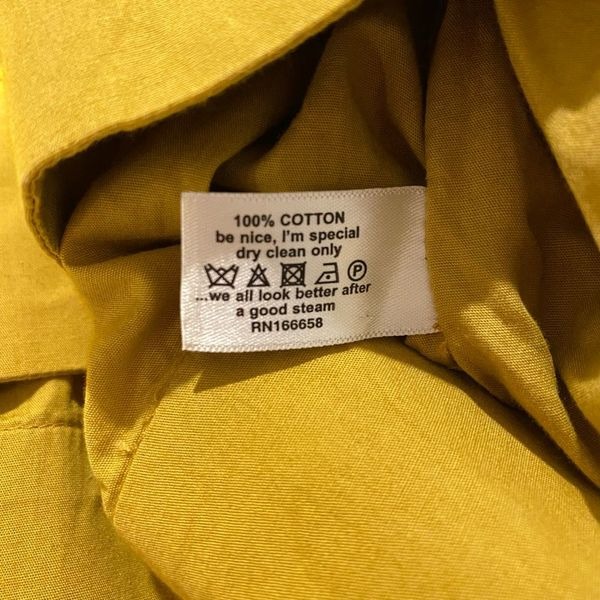 100% COTTON
be nice, I'm special
dry clean only
P
...we all look better after
a good steam
RN166658